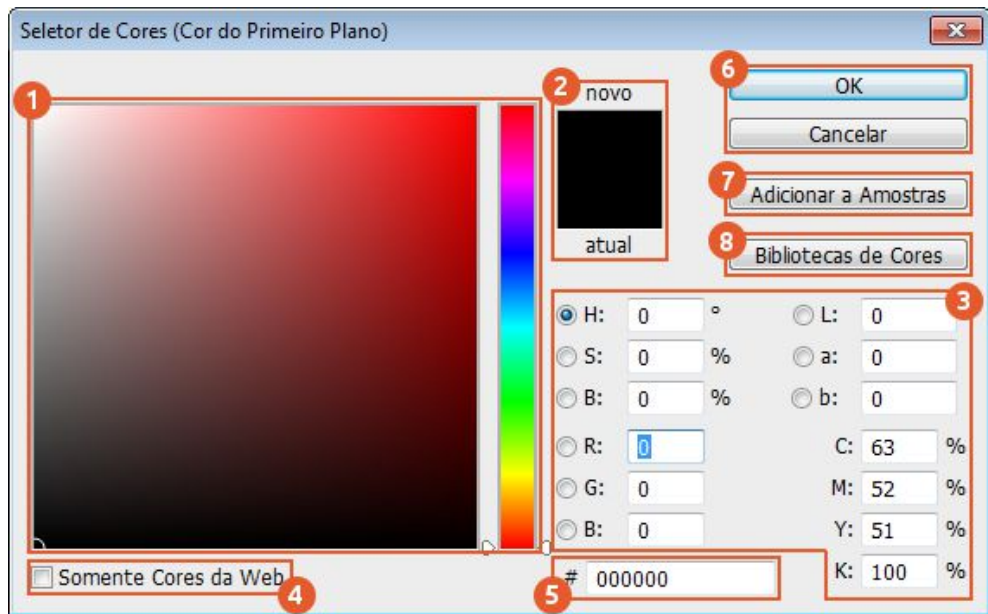 Seletor de Cores (Cor do Primeiro Plano)
1
2
novo
atual
6
OK
Cancelar
7
Adicionar a Amostras
8
Bibliotecas de Cores
3
H: 0 ° L: 0
S: 0 % a: 0
B: 0 % b: 0
R: 0 C: 63 %
G: 0 M: 52 %
B: 0 Y: 51 %
# 000000 K: 100 %
Somente Cores da Web
4
5